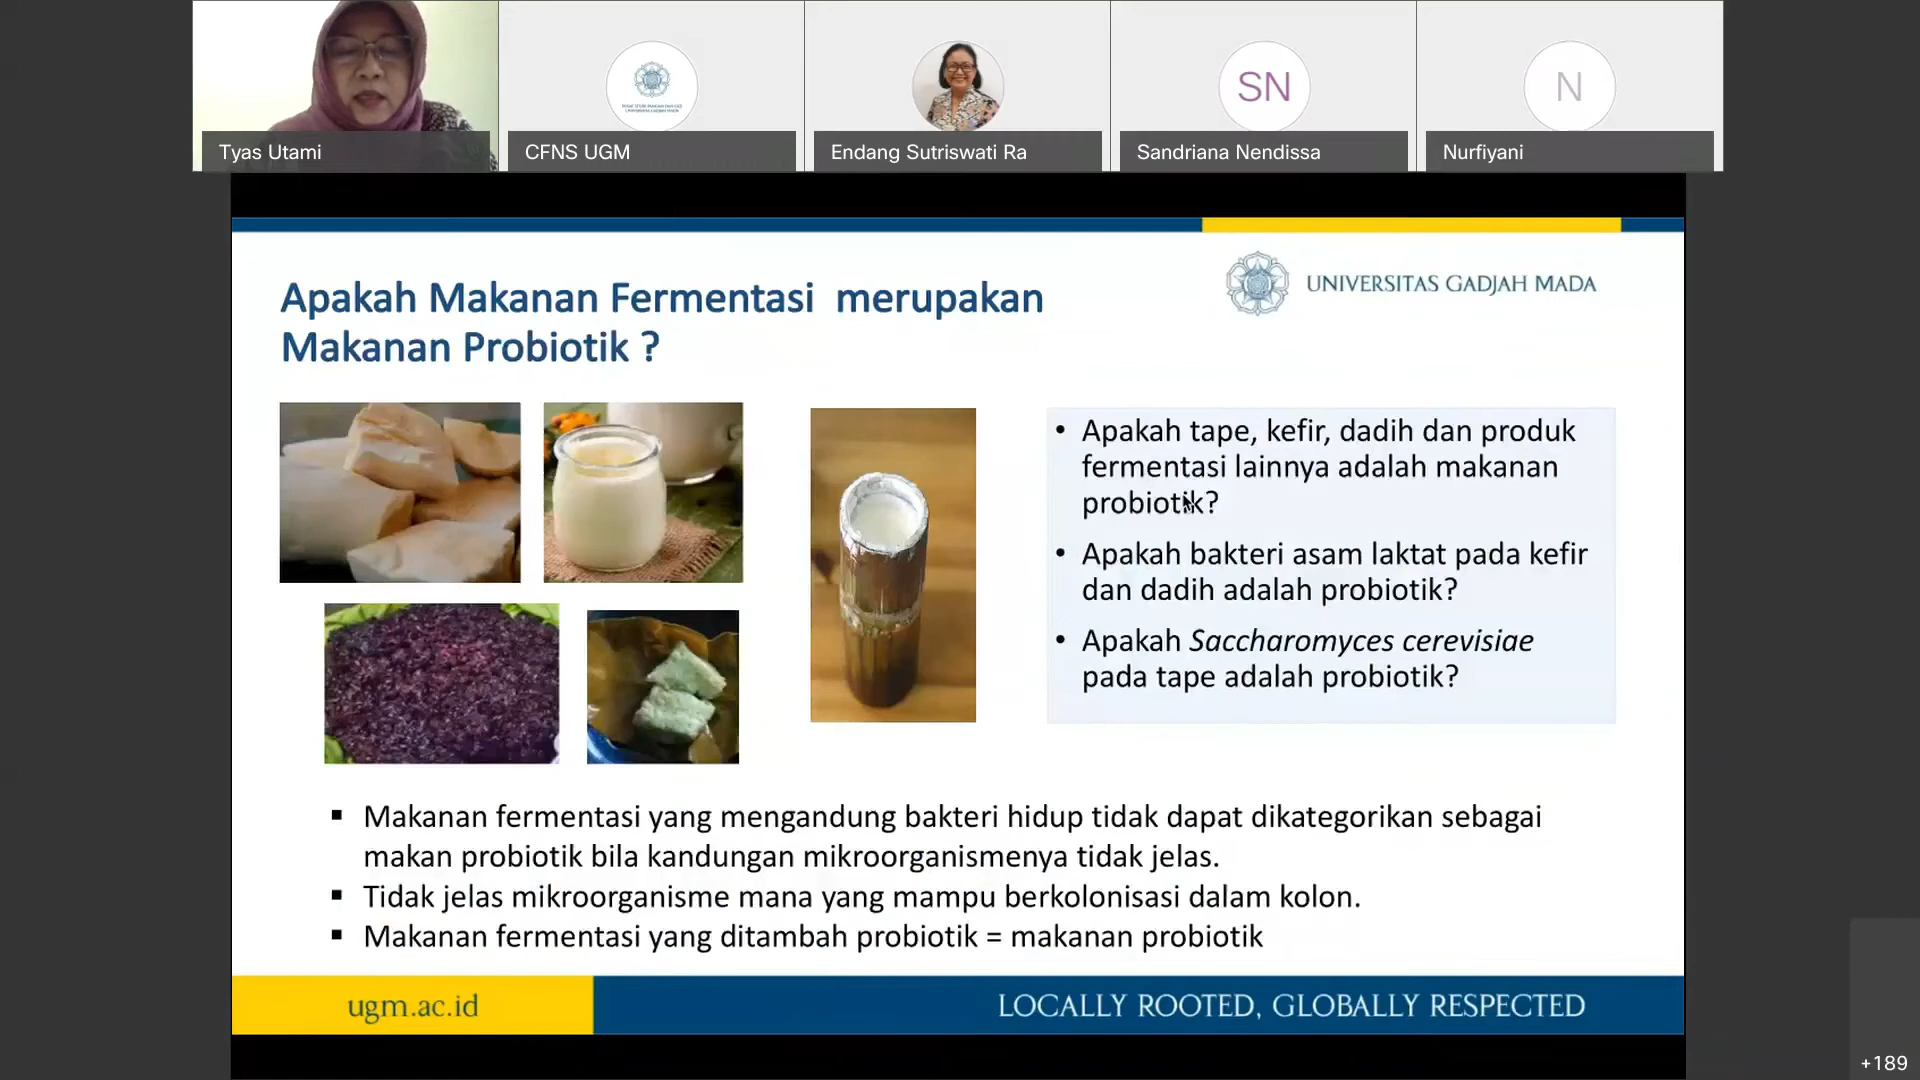 Tyas Utami
CFNS UGM
Endang Sutriswati Ra
SN
Sandriana Nendissa
N
Nurfiyani
UNIVERSITAS GADJAH MADA
Apakah Makanan Fermentasi merupakan
Makanan Probiotik ?
• Apakah tape, kefir, dadih dan produk
fermentasi lainnya adalah makanan
probiotik?
• Apakah bakteri asam laktat pada kefir
dan dadih adalah probiotik?
• Apakah Saccharomyces cerevisiae
pada tape adalah probiotik?
▪ Makanan fermentasi yang mengandung bakteri hidup tidak dapat dikategorikan sebagai
makan probiotik bila kandungan mikroorganismenya tidak jelas.
▪ Tidak jelas mikroorganisme mana yang mampu berkolonisasi dalam kolon.
▪ Makanan fermentasi yang ditambah probiotik = makanan probiotik
ugm.ac.id
LOCALLY ROOTED, GLOBALLY RESPECTED
+189